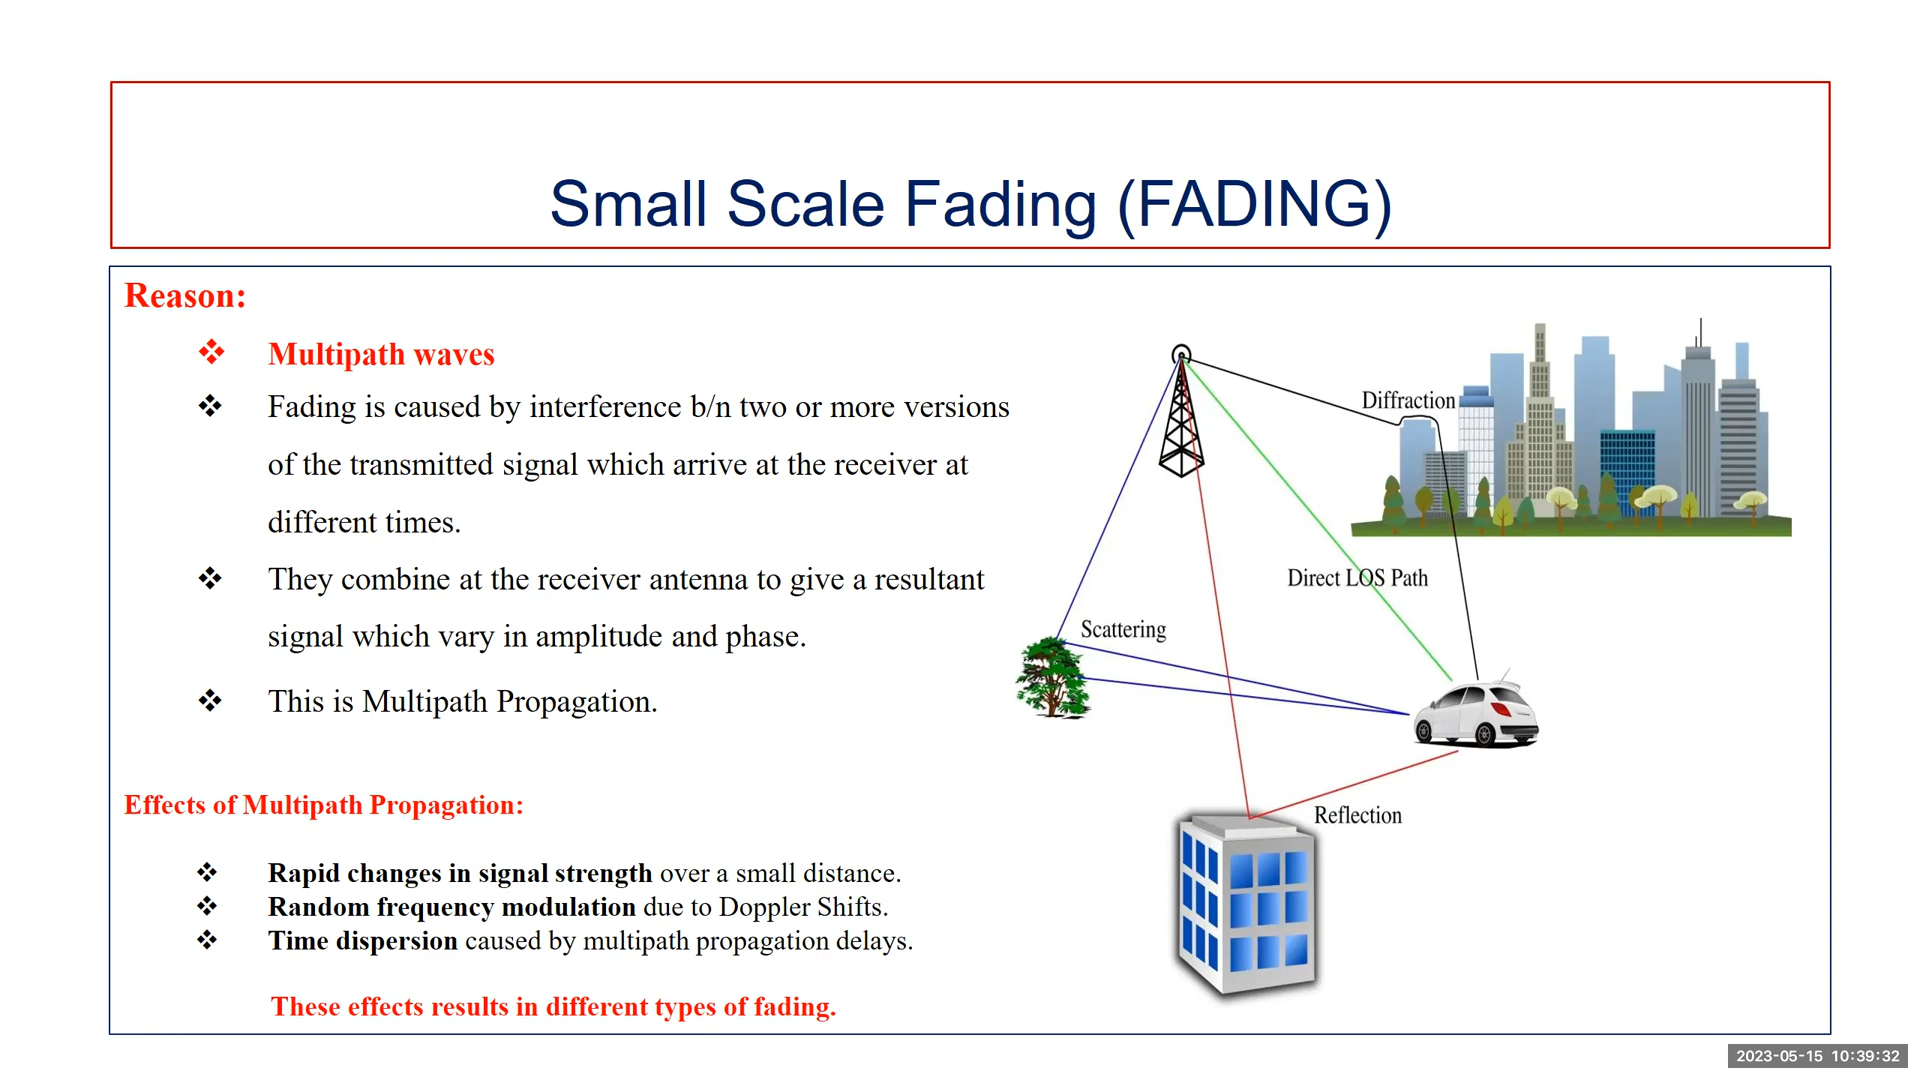 Small Scale Fading (FADING)
Reason:
❖ Multipath waves
❖ Fading is caused by interference b/n two or more versions
of the transmitted signal which arrive at the receiver at
different times.
❖ They combine at the receiver antenna to give a resultant
signal which vary in amplitude and phase.
❖ This is Multipath Propagation.
Effects of Multipath Propagation:
❖ Rapid changes in signal strength over a small distance.
❖ Random frequency modulation due to Doppler Shifts.
❖ Time dispersion caused by multipath propagation delays.
These effects results in different types of fading.
Diffraction
Direct LOS Path
Scattering
Reflection
2023-05-15 10:39:32